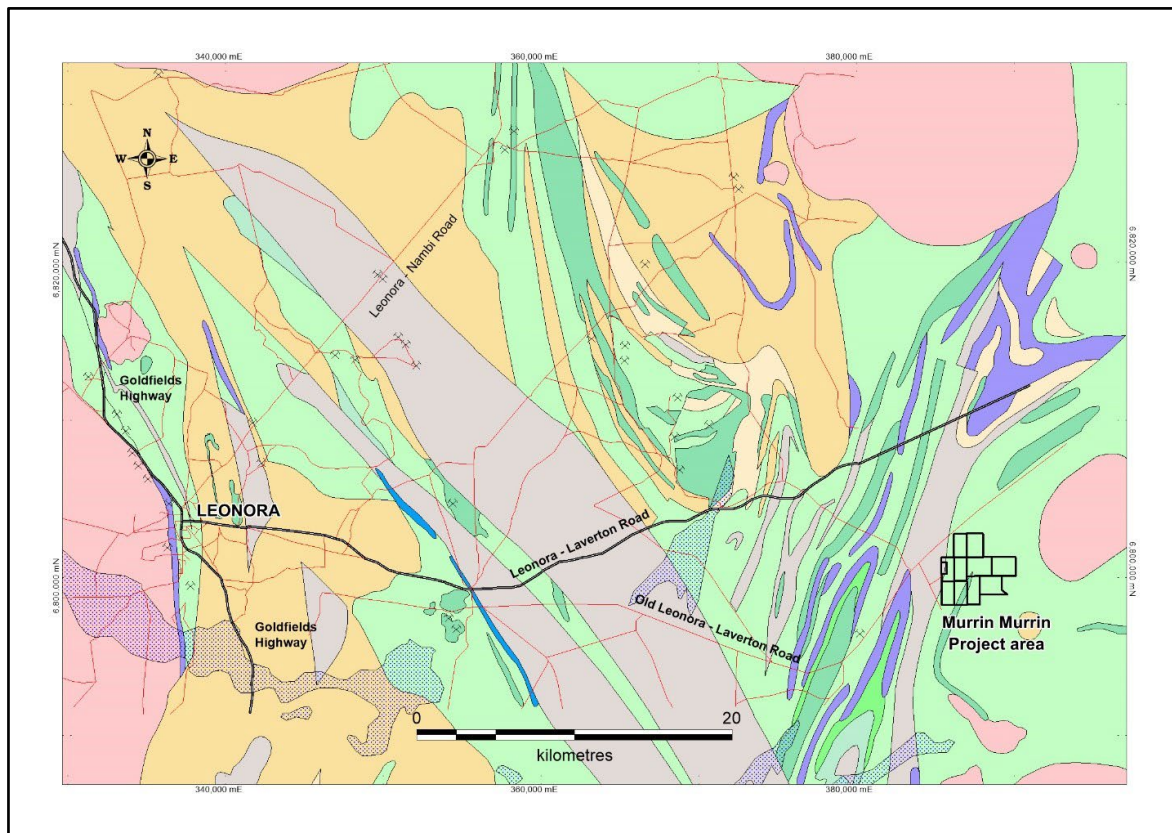 340,000 mE
360,000 mE
380,000 mE
N
W E
S
6,820,000 mN
6,820,000 mN
Leonora - Nambi Road
Goldfields
Highway
LEONORA
Leonora - Laverton Road
6,800,000 mN
6,800,000 mN
Old Leonora - Laverton Road
Murrin Murrin
Project area
Goldfields
Highway
0
20
kilometres
340,000 mE
360,000 mE
380,000 mE